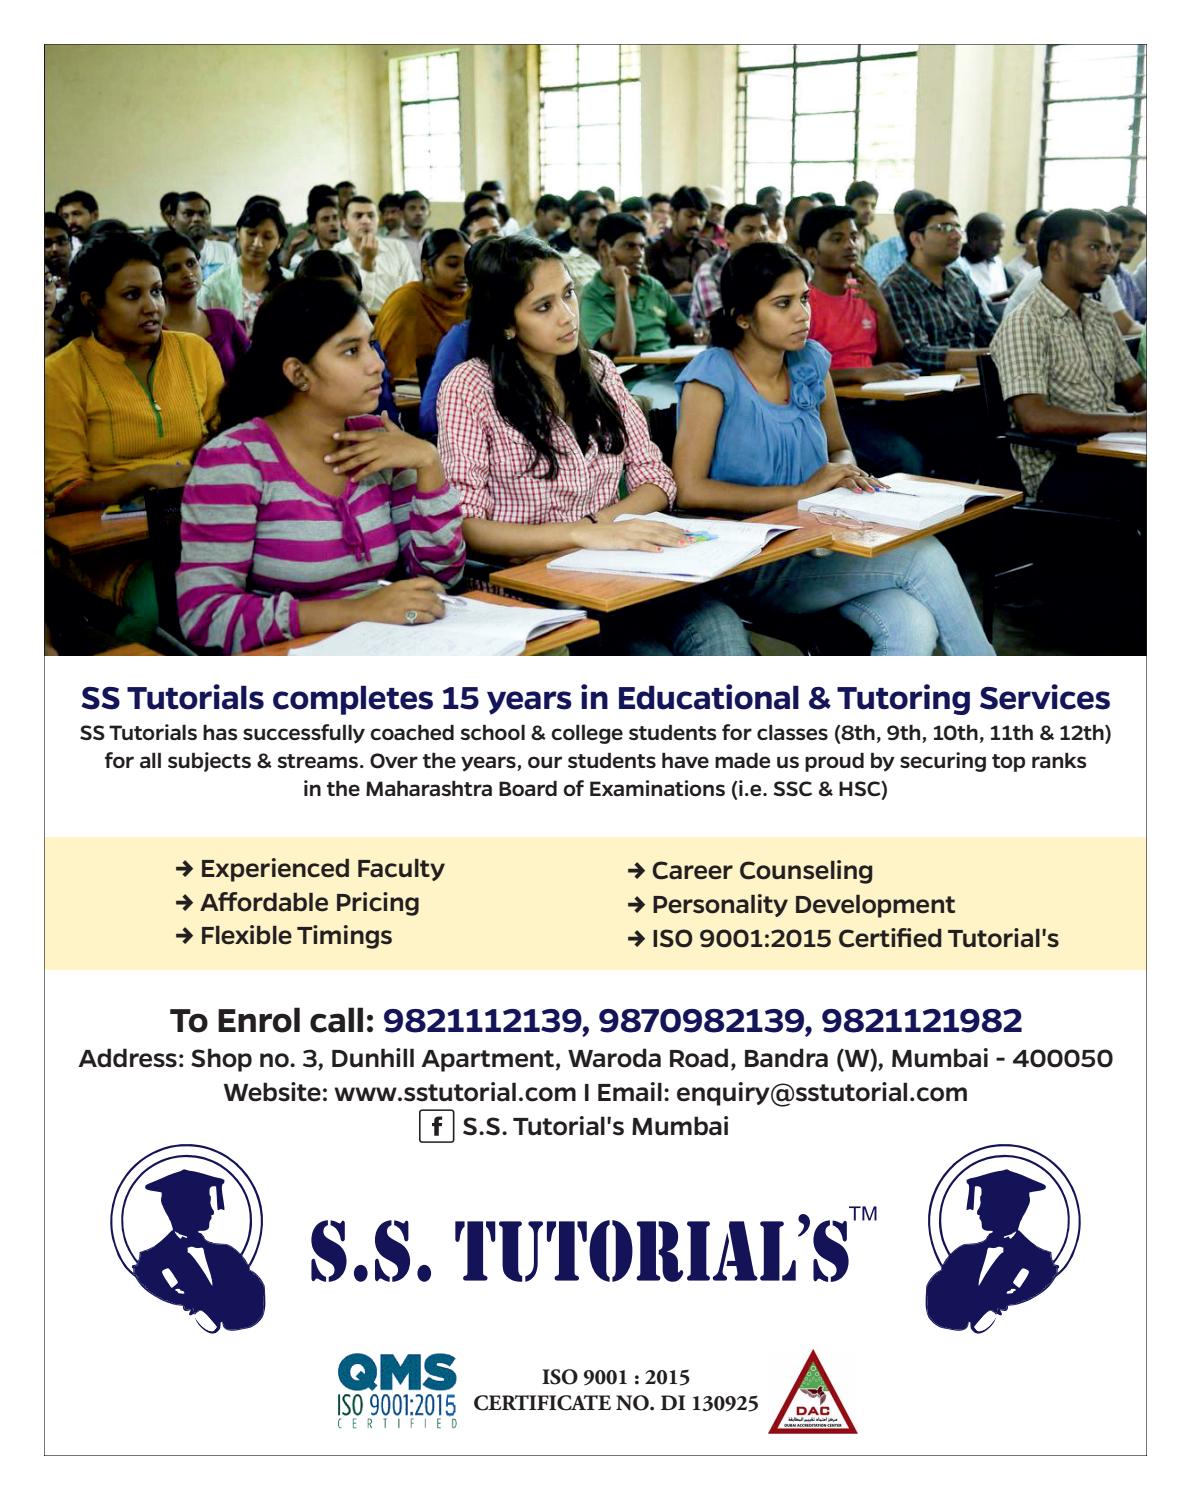 SS Tutorials completes 15 years in Educational & Tutoring Services
SS Tutorials has successfully coached school & college students for classes (8th, 9th, 10th, 11th & 12th)
for all subjects & streams. Over the years, our students have made us proud by securing top ranks
in the Maharashtra Board of Examinations (i.e. SSC & HSC)
→ Experienced Faculty
→ Affordable Pricing
→ Flexible Timings
→ Career Counseling
→ Personality Development
→ ISO 9001:2015 Certified Tutorial's
To Enrol call: 9821112139, 9870982139, 9821121982
Address: Shop no. 3, Dunhill Apartment, Waroda Road, Bandra (W), Mumbai - 400050
Website: www.sstutorial.com I Email: enquiry@sstutorial.com
f S.S. Tutorial's Mumbai
S.S. TUTORIAL'S™
QMS
ISO 9001:2015
CERTIFIED
ISO 9001 : 2015
CERTIFICATE NO. DI 130925
DAC
DUBAI ACCREDITATION CENTER